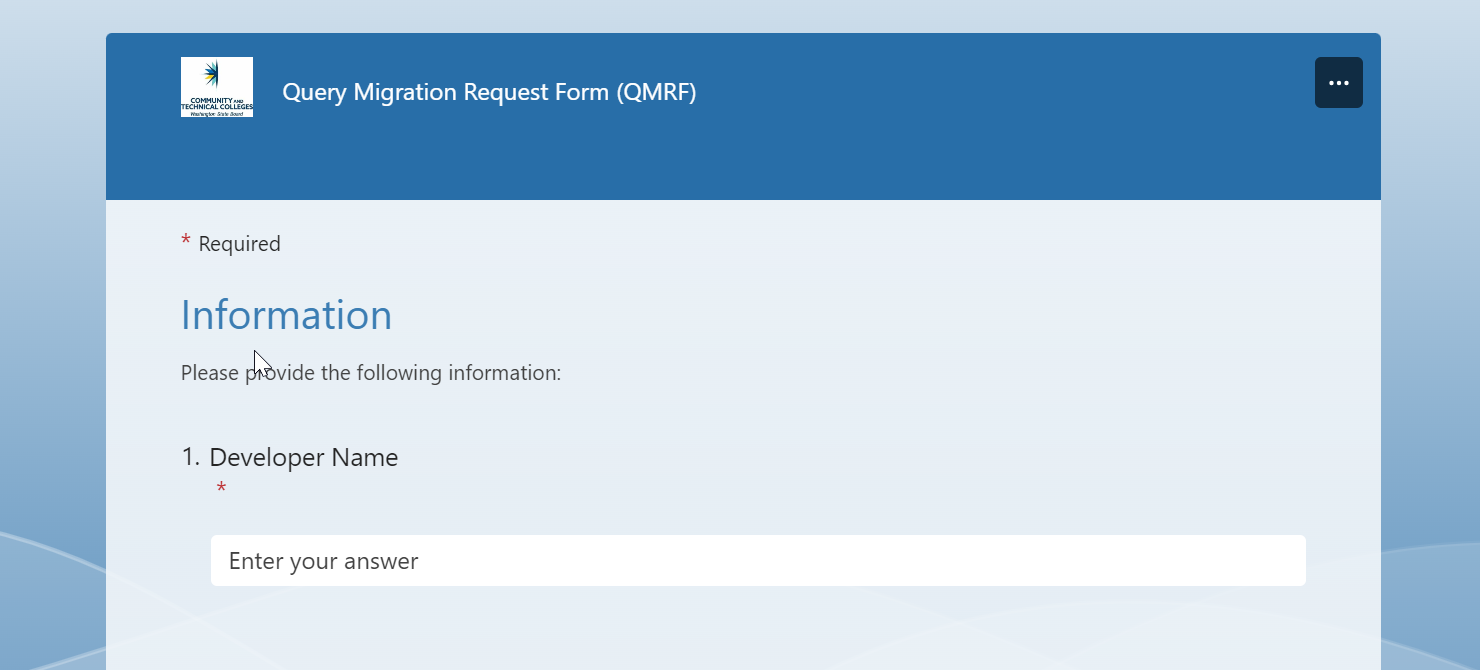 COMMUNITY AND
TECHNICAL COLLEGES
Washington State Board
Query Migration Request Form (QMRF)
...
* Required
Information
Please provide the following information:
1. Developer Name
*
Enter your answer